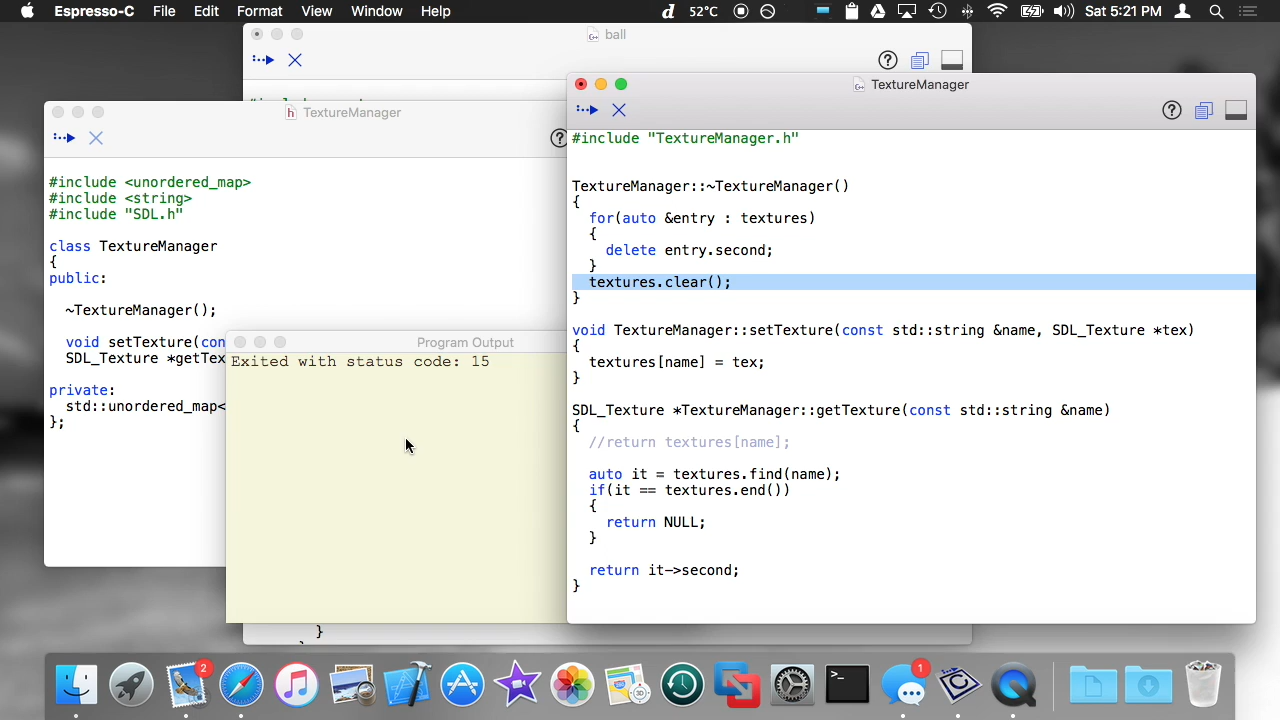 Espresso-C File Edit Format View Window Help
52°C
Sat 5:21 PM
ball
TextureManager
#include <unordered_map>
#include <string>
#include "SDL.h"
class TextureManager
{
public:
~TextureManager();
void setTexture(con
SDL_Texture *getTex
private:
std::unordered_map<
};
Program Output
Exited with status code: 15
}
TextureManager
#include "TextureManager.h"
TextureManager::~TextureManager()
{
for(auto &entry : textures)
{
delete entry.second;
}
textures.clear();
}
void TextureManager::setTexture(const std::string &name, SDL_Texture *tex)
{
textures[name] = tex;
}
SDL_Texture *TextureManager::getTexture(const std::string &name)
{
//return textures[name];
auto it = textures.find(name);
if(it == textures.end())
{
return NULL;
}
return it->second;
}
2
1